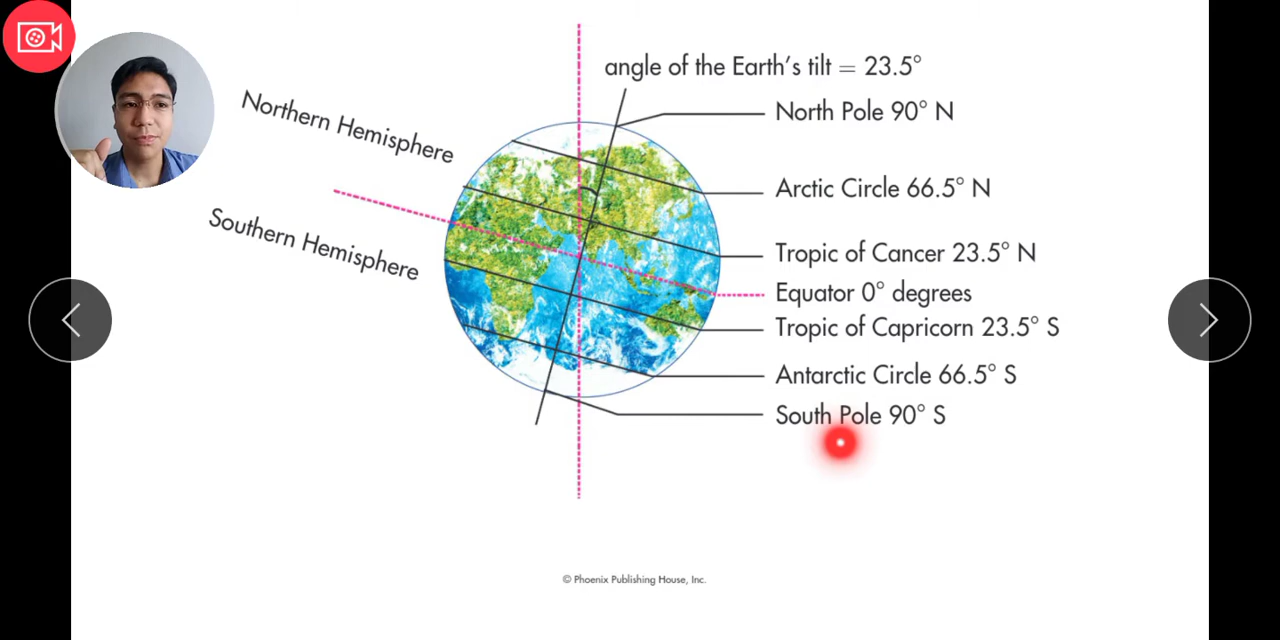 angle of the Earth's tilt = 23.5°
North Pole 90° N
Northern Hemisphere
Arctic Circle 66.5° N
Southern Hemisphere
Tropic of Cancer 23.5° N
Equator 0° degrees
Tropic of Capricorn 23.5° S
Antarctic Circle 66.5° S
South Pole 90° S
© Phoenix Publishing House, Inc.